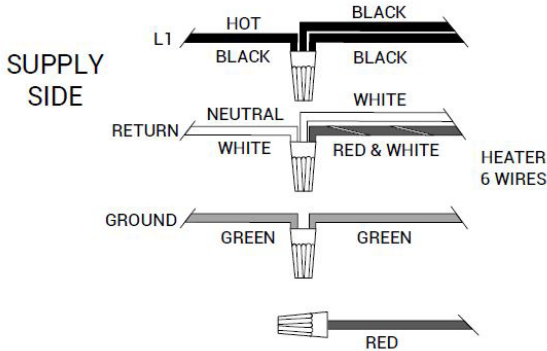 BLACK
HOT
L1
BLACK
BLACK
SUPPLY
SIDE
WHITE
NEUTRAL
RETURN
WHITE
RED & WHITE
HEATER
6 WIRES
GROUND
GREEN
GREEN
RED